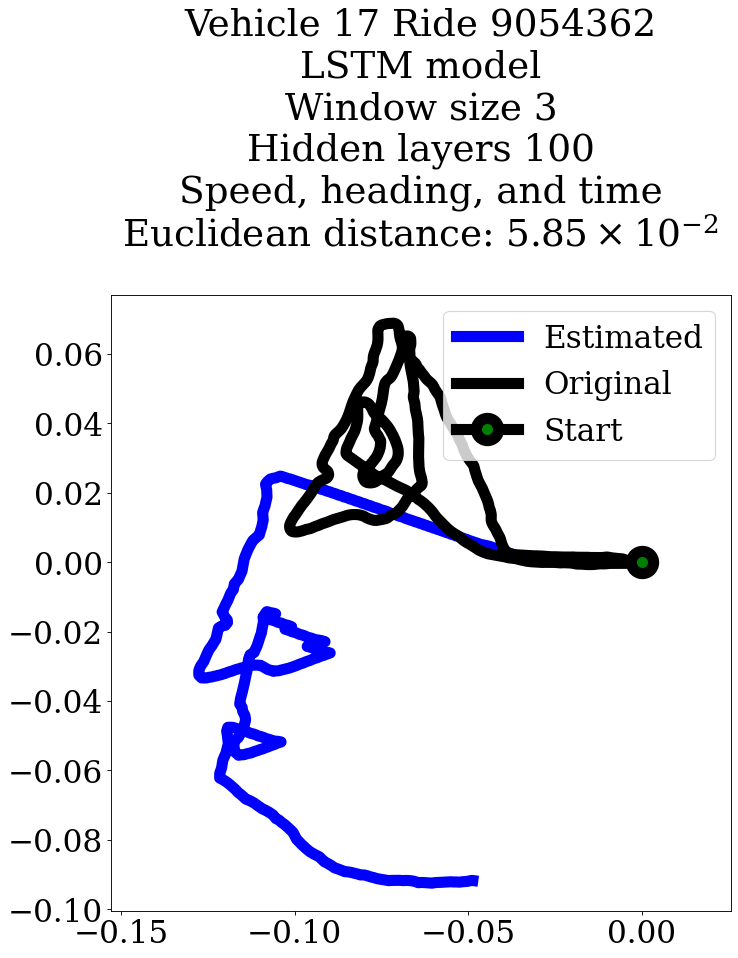 Vehicle 17 Ride 9054362
LSTM model
Window size 3
Hidden layers 100
Speed, heading, and time
Euclidean distance: 5.85 × 10⁻²
Estimated
Original
Start
0.06
0.04
0.02
0.00
−0.02
−0.04
−0.06
−0.08
−0.10
−0.15
−0.10
−0.05
0.00